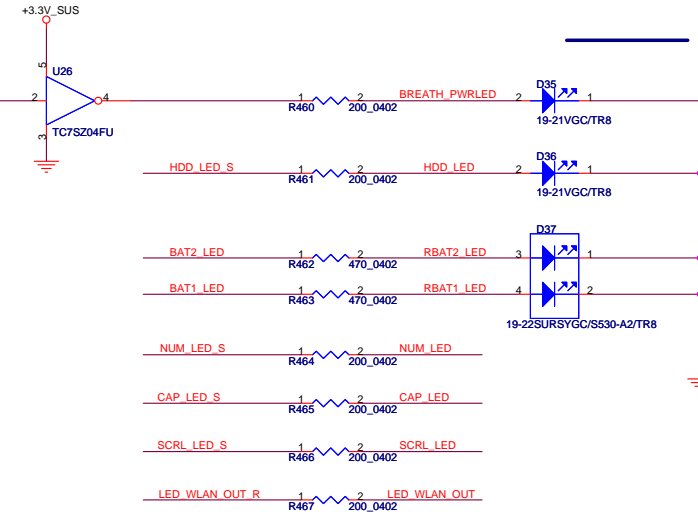 +3.3V_SUS
5
U26
2
4
3
TC7SZ04FU
1
R460
2
200_0402
BREATH_PWRLED
2
D35
1
19-21VGC/TR8
HDD_LED_S
1
R461
2
200_0402
HDD_LED
2
D36
1
19-21VGC/TR8
D37
BAT2_LED
1
R462
2
470_0402
RBAT2_LED
3
1
BAT1_LED
1
R463
2
470_0402
RBAT1_LED
4
2
19-22SURSYGC/S530-A2/TR8
NUM_LED_S
1
R464
2
200_0402
NUM_LED
CAP_LED_S
1
R465
2
200_0402
CAP_LED
SCRL_LED_S
1
R466
2
200_0402
SCRL_LED
LED_WLAN_OUT_R
1
R467
2
200_0402
LED_WLAN_OUT